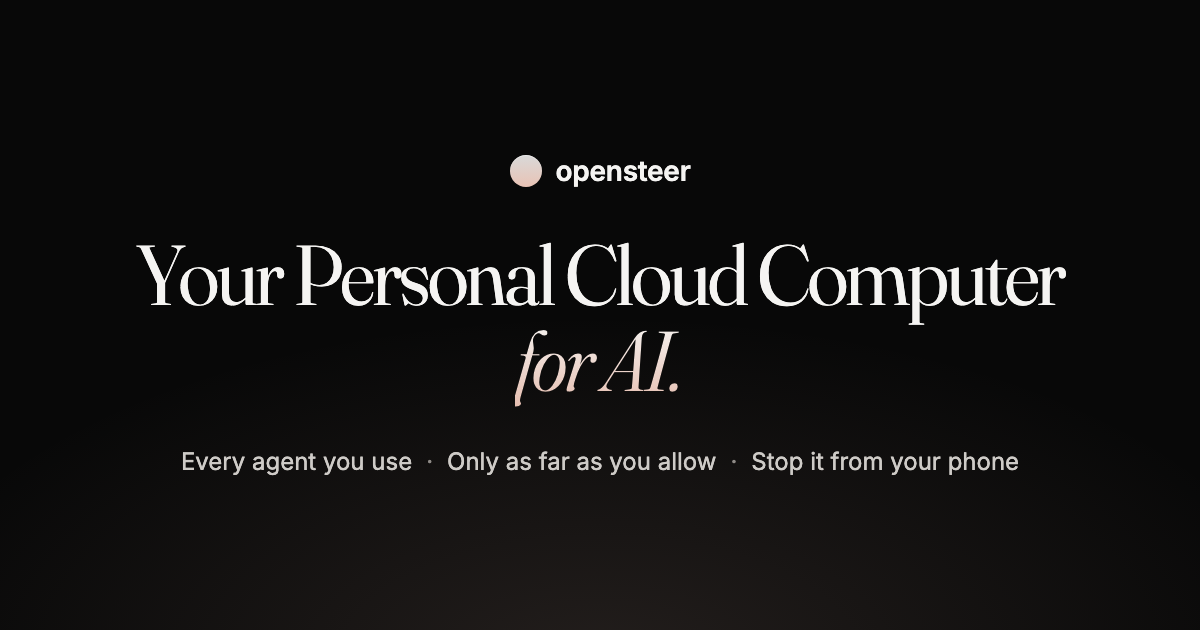 opensteer
Your Personal Cloud Computer
for AI.
Every agent you use · Only as far as you allow · Stop it from your phone